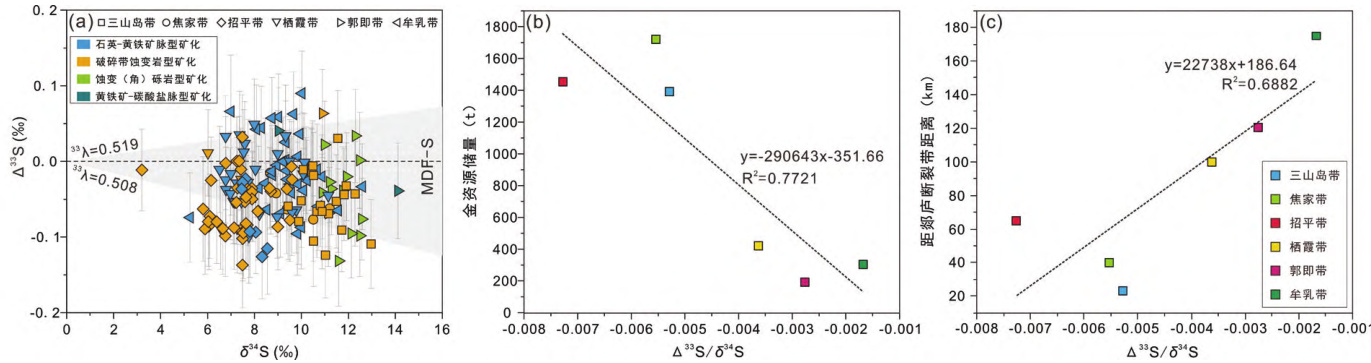 (a) □三山岛带 ○焦家带 ◇招平带 ▽栖霞带 ▷郭即带 ◁牟乳带
石英-黄铁矿脉型矿化
破碎带蚀变岩型矿化
蚀变（角）砾岩型矿化
黄铁矿-碳酸盐脉型矿化
³³λ=0.519
³³λ=0.508
MDF-S
Δ³³S (‰)
0.2
0.1
0.0
-0.1
-0.2
0 2 4 6 8 10 12 14 16
δ³⁴S (‰)
(b)
金资源储量（t）
1800
1600
1400
1200
1000
800
600
400
200
0
y=-290643x-351.66
R²=0.7721
-0.008 -0.007 -0.006 -0.005 -0.004 -0.003 -0.002 -0.001
Δ³³S/δ³⁴S
(c)
距郯庐断裂带距离（km）
180
160
140
120
100
80
60
40
20
y=22738x+186.64
R²=0.6882
三山岛带
焦家带
招平带
栖霞带
郭即带
牟乳带
-0.008 -0.007 -0.006 -0.005 -0.004 -0.003 -0.002 0.001
Δ³³S/δ³⁴S